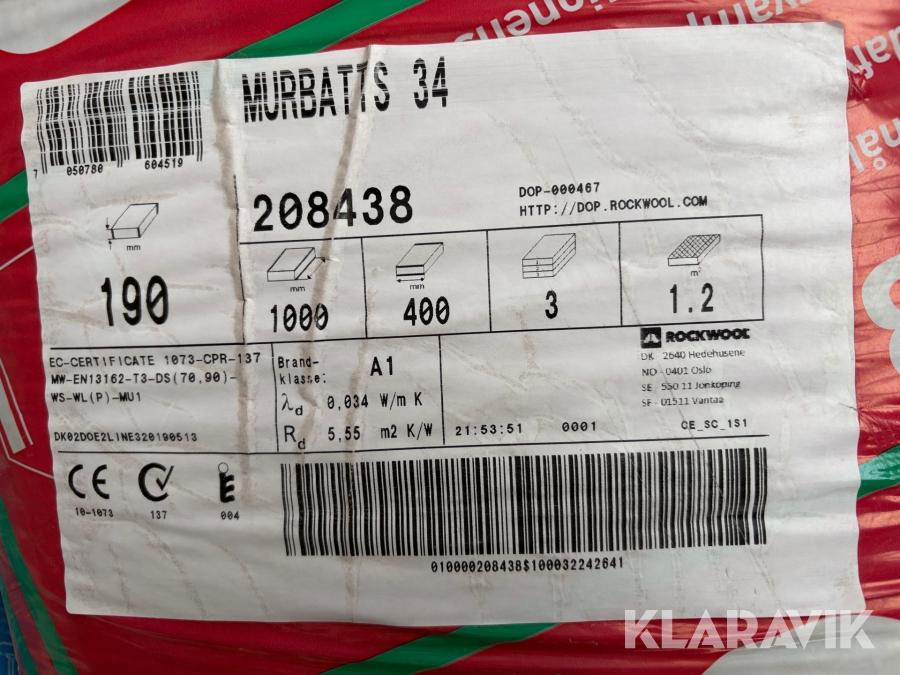 MURBATTS 34
7 050780 604519
208438
DOP-000467
HTTP://DOP.ROCKWOOL.COM
mm
190
mm
1000
mm
400
3
m²
1.2
EC-CERTIFICATE 1073-CPR-137
MW-EN13162-T3-DS(70,90)-
WS-WL(P)-MU1
DK02DOE2LINE320190513
Brand-
klasse: A1
λd 0,034 W/m K
Rd 5,55 m2 K/W
21:53:51 0001
ROCKWOOL
DK - 2640 Hedehusene
NO - 0401 Oslo
SE - 550 11 Jönköping
SF - 01511 Vantaa
CE_SC_1S1
CE
10-1073
137
004
010000208438$100032242641
KLARAVIK